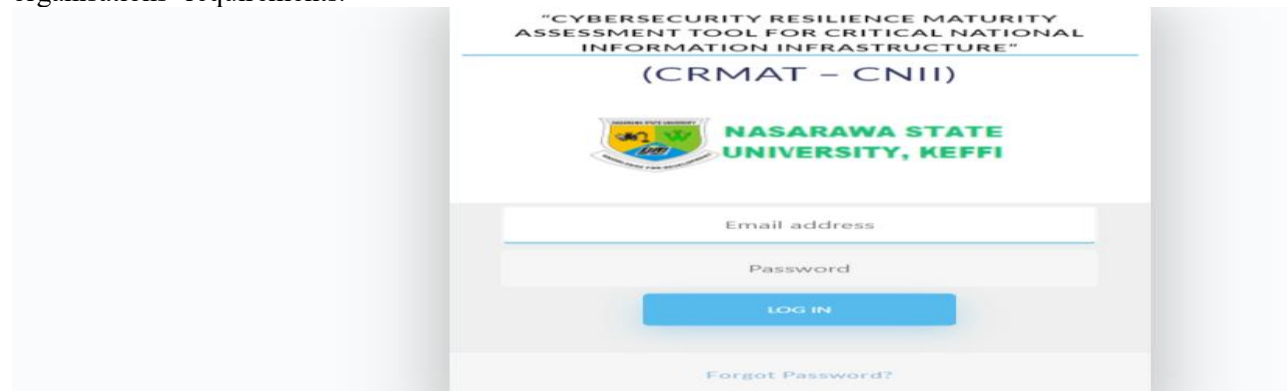 organisations' requirements.
"CYBERSECURITY RESILIENCE MATURITY
ASSESSMENT TOOL FOR CRITICAL NATIONAL
INFORMATION INFRASTRUCTURE"
(CRMAT – CNII)
NASARAWA STATE
UNIVERSITY, KEFFI
Email address
Password
LOG IN
Forgot Password?